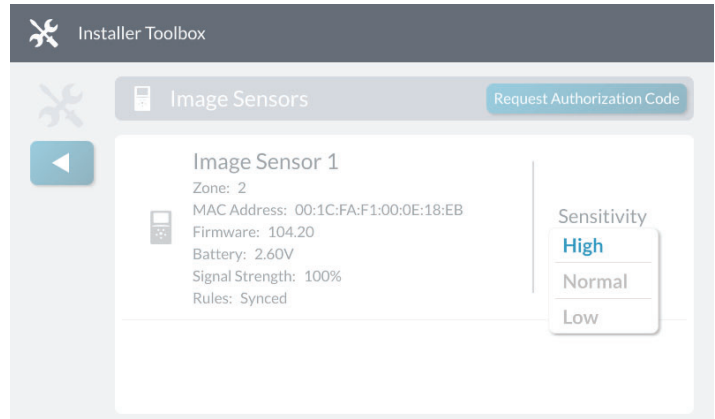 Installer Toolbox
Image Sensors
Request Authorization Code
Image Sensor 1
Zone: 2
MAC Address: 00:1C:FA:F1:00:0E:18:EB
Firmware: 104.20
Battery: 2.60V
Signal Strength: 100%
Rules: Synced
Sensitivity
High
Normal
Low